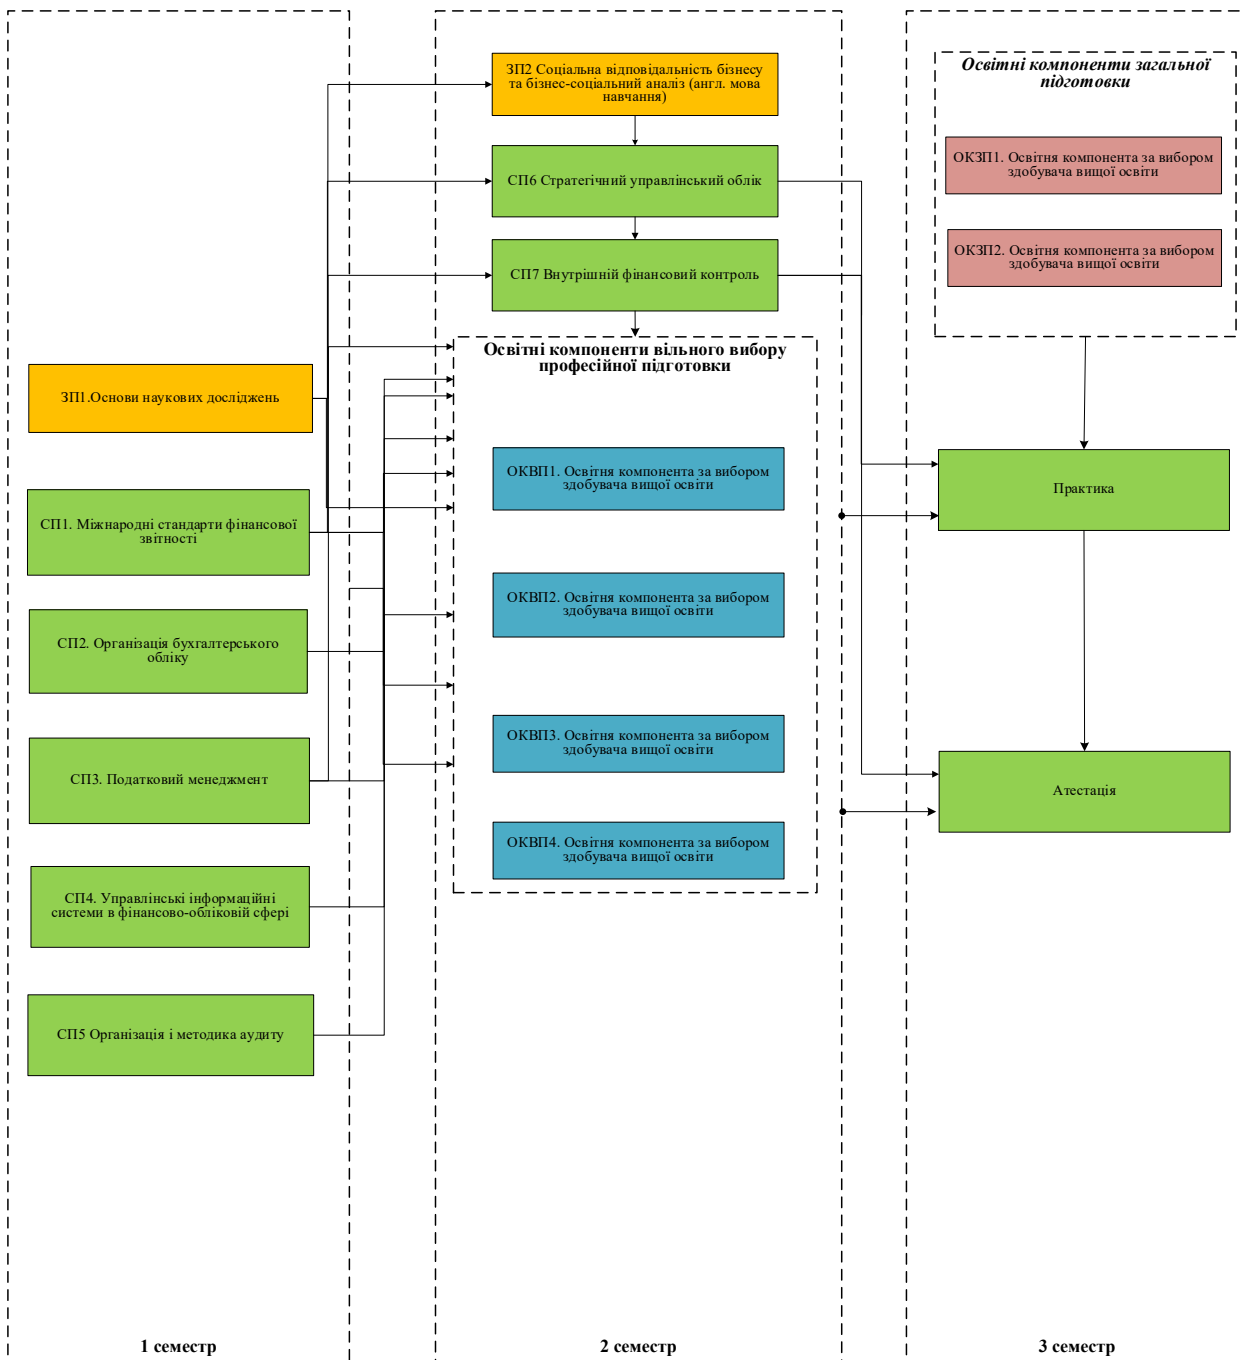 ЗП1.Основи наукових досліджень
СП1. Міжнародні стандарти фінансової
звітності
СП2. Організація бухгалтерського
обліку
СП3. Податковий менеджмент
СП4. Управлінські інформаційні
системи в фінансово-обліковій сфері
СП5 Організація і методика аудиту
1 семестр
ЗП2 Соціальна відповідальність бізнесу
та бізнес-соціальний аналіз (англ. мова
навчання)
СП6 Стратегічний управлінський облік
СП7 Внутрішній фінансовий контроль
Освітні компоненти вільного вибору
професійної підготовки
ОКВП1. Освітня компонента за вибором
здобувача вищої освіти
ОКВП2. Освітня компонента за вибором
здобувача вищої освіти
ОКВП3. Освітня компонента за вибором
здобувача вищої освіти
ОКВП4. Освітня компонента за вибором
здобувача вищої освіти
2 семестр
Освітні компоненти загальної
підготовки
ОКЗП1. Освітня компонента за вибором
здобувача вищої освіти
ОКЗП2. Освітня компонента за вибором
здобувача вищої освіти
Практика
Атестація
3 семестр